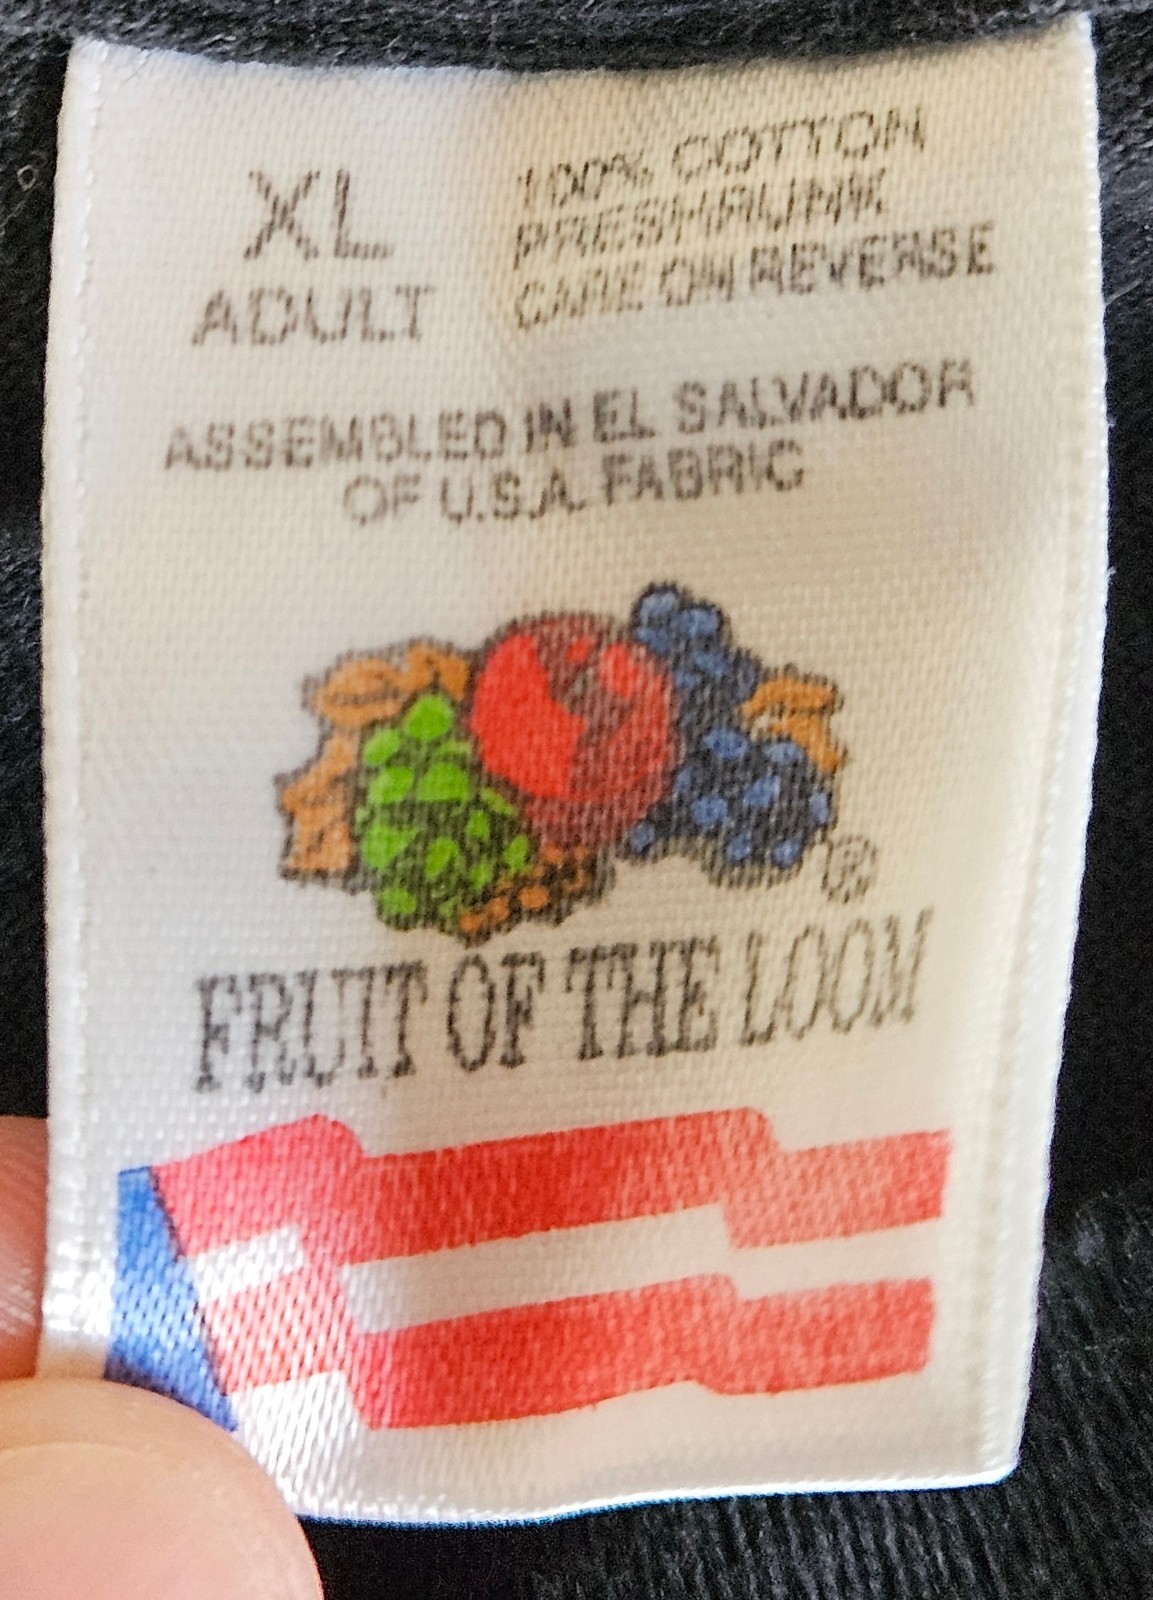 XL
ADULT
100% COTTON
PRESHRUNK
CARE ON REVERSE
ASSEMBLED IN EL SALVADOR
OF U.S.A. FABRIC
®
FRUIT OF THE LOOM